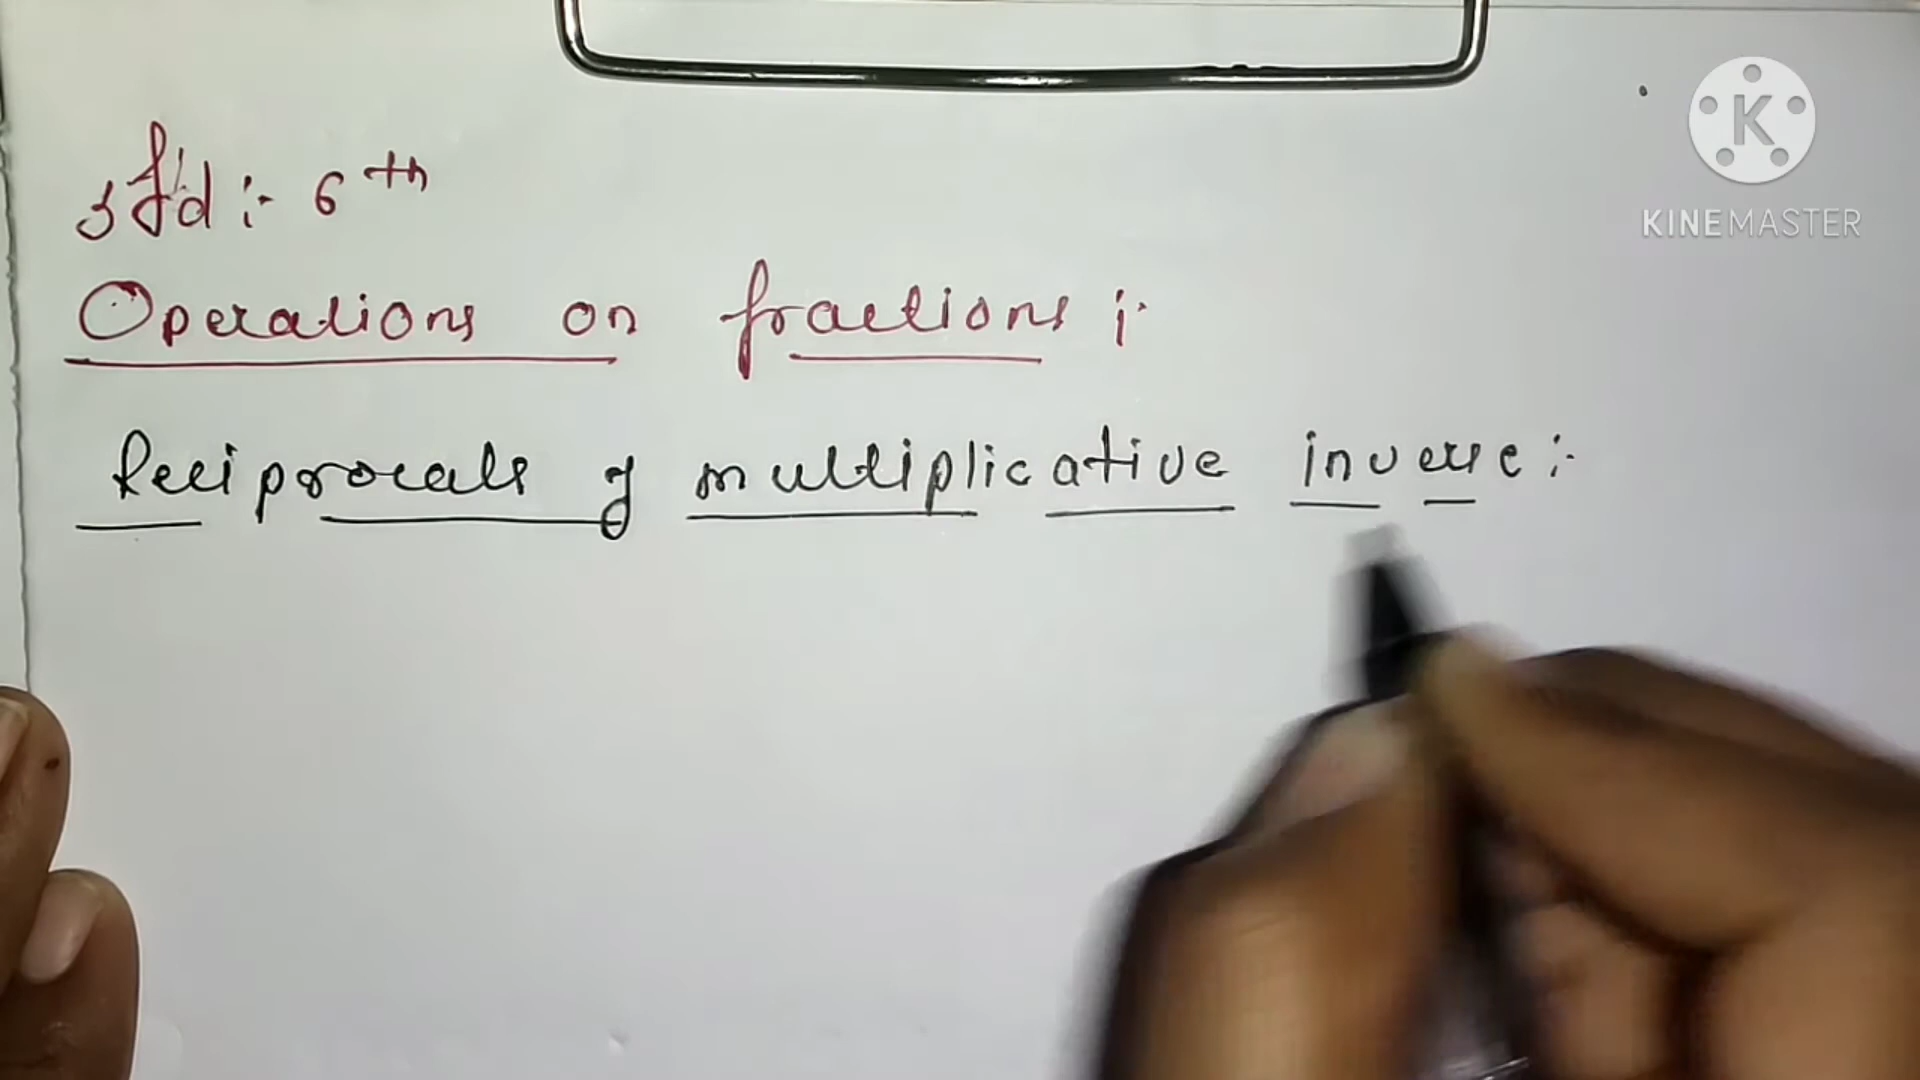 Std :- 6th
Operations on fractions :-
Reciprocals of multiplicative inverse :-
K
KINEMASTER